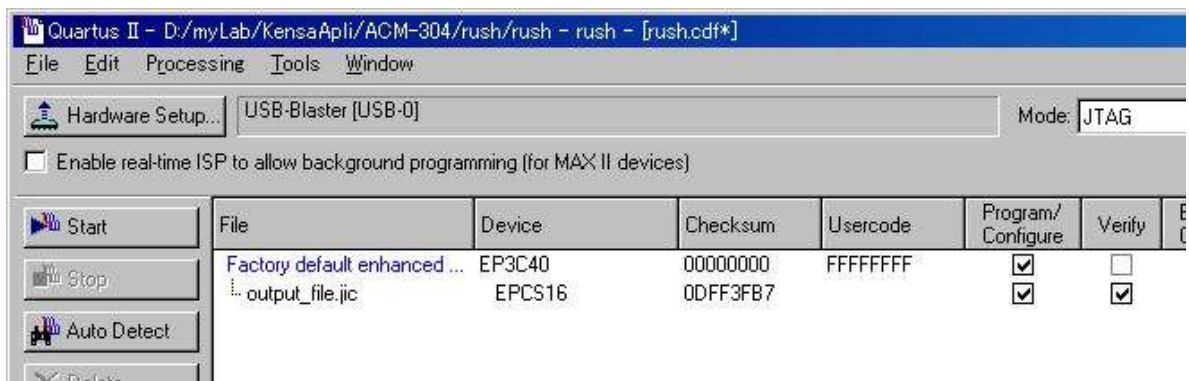 Quartus II - D:/myLab/KensaApli/ACM-304/rush/rush - rush - [rush.cdf*]
File Edit Processing Tools Window
Hardware Setup... USB-Blaster [USB-0] Mode: JTAG
Enable real-time ISP to allow background programming (for MAX II devices)
Start File Device Checksum Usercode Program/ Configure Verify
Factory default enhanced ... EP3C40 00000000 FFFFFFFF
Stop output_file.jic EPCS16 0DFF3FB7
Auto Detect